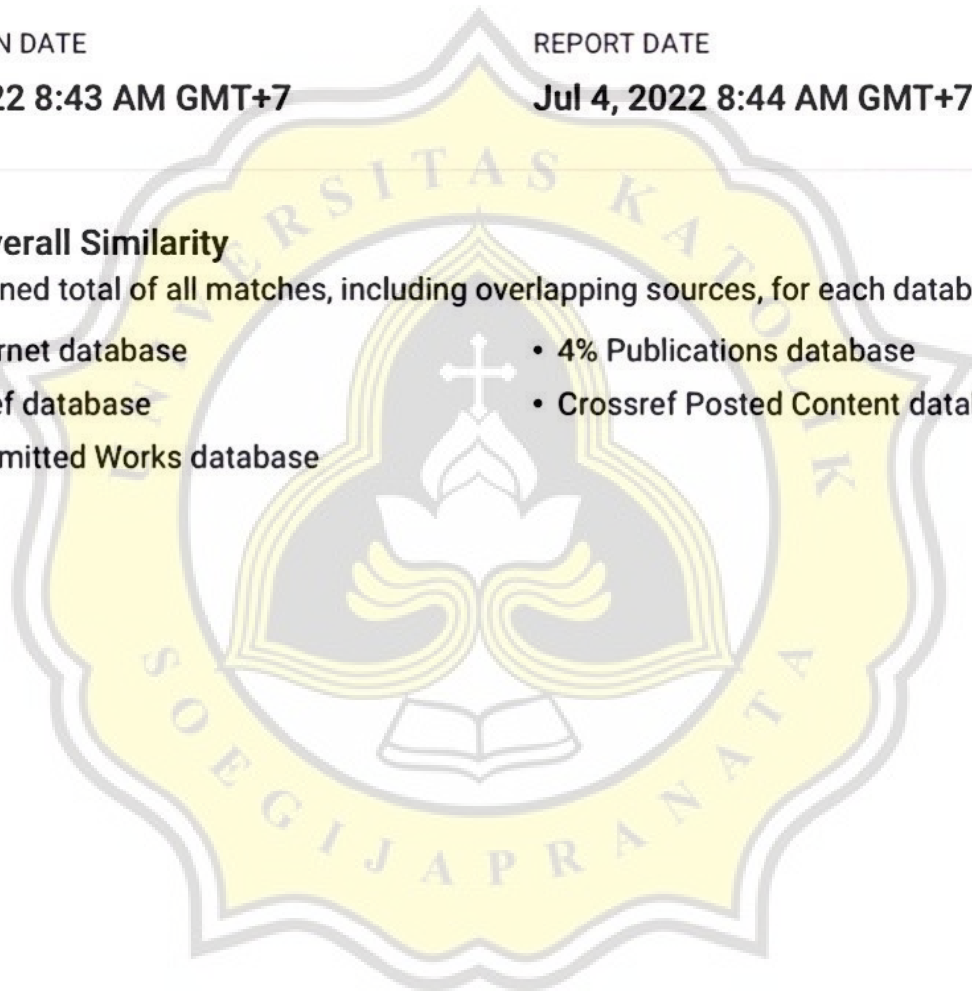 N DATE
REPORT DATE
22 8:43 AM GMT+7
Jul 4, 2022 8:44 AM GMT+7
UNIVERSITAS KATOLIK
verall Similarity
ned total of all matches, including overlapping sources, for each datab
rnet database
• 4% Publications database
ef database
• Crossref Posted Content data
mitted Works database
SOEGIJAPRANATA